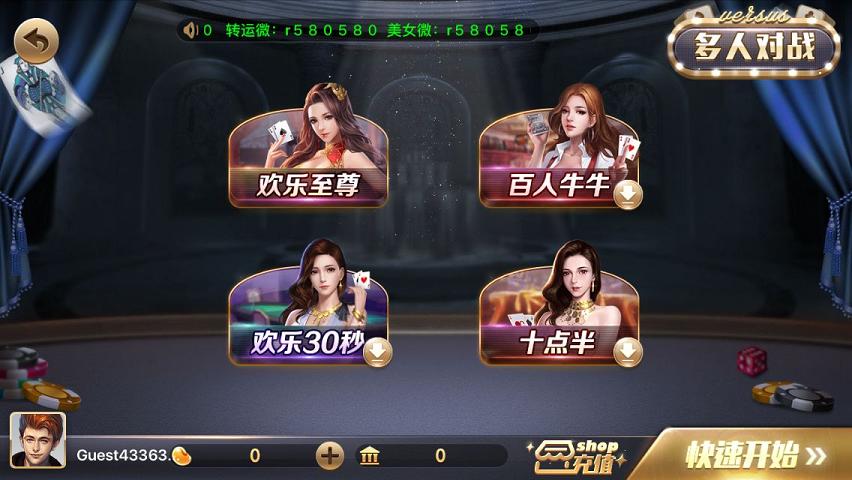 0 转运微：r580580 美女微：r58058
versus
多人对战
欢乐至尊
百人牛牛
欢乐30秒
十点半
Guest43363.
0
0
shop
充值
快速开始